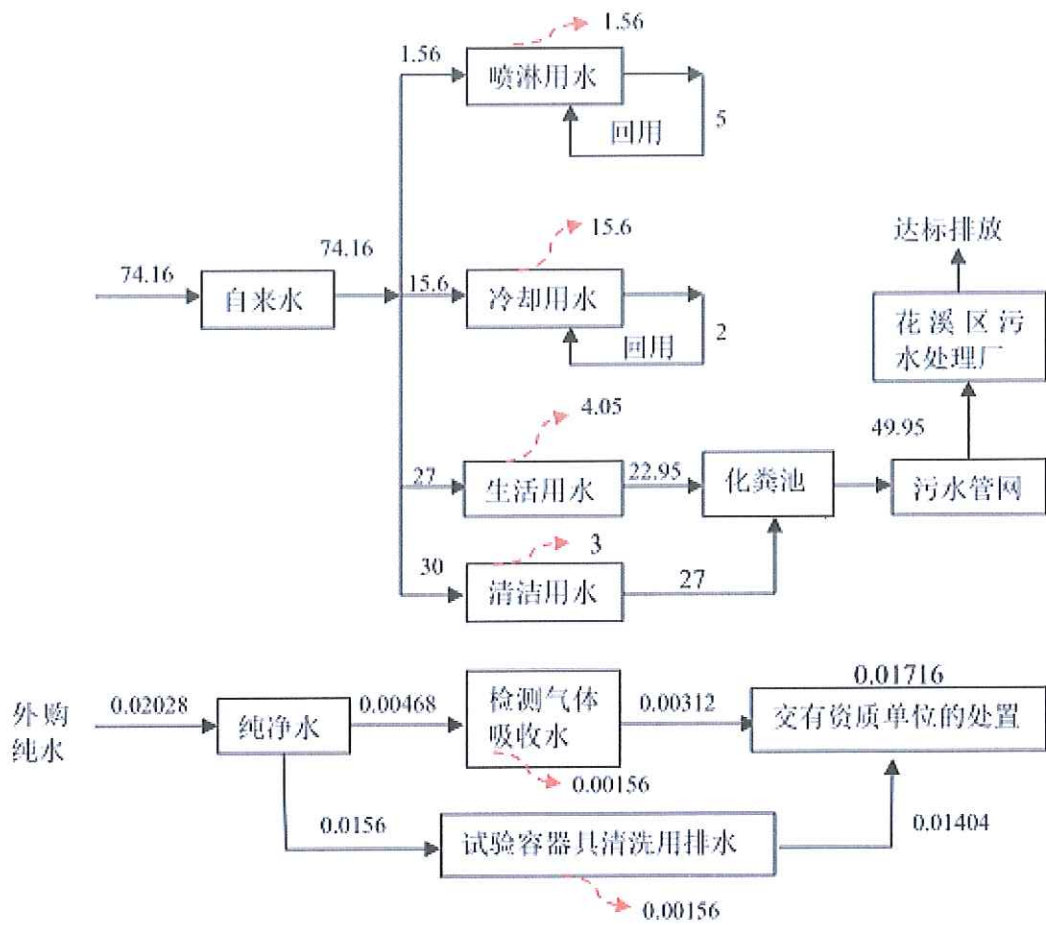 1.56
1.56
喷淋用水
回用
5
15.6
达标排放
74.16
74.16
自来水
15.6
冷却用水
回用
2
花溪区污
水处理厂
4.05
49.95
27
生活用水
22.95
化粪池
污水管网
3
30
清洁用水
27
0.01716
外购
纯水
0.02028
纯净水
0.00468
检测气体
吸收水
0.00312
交有资质单位的处置
0.00156
0.0156
试验容器具清洗用排水
0.01404
0.00156